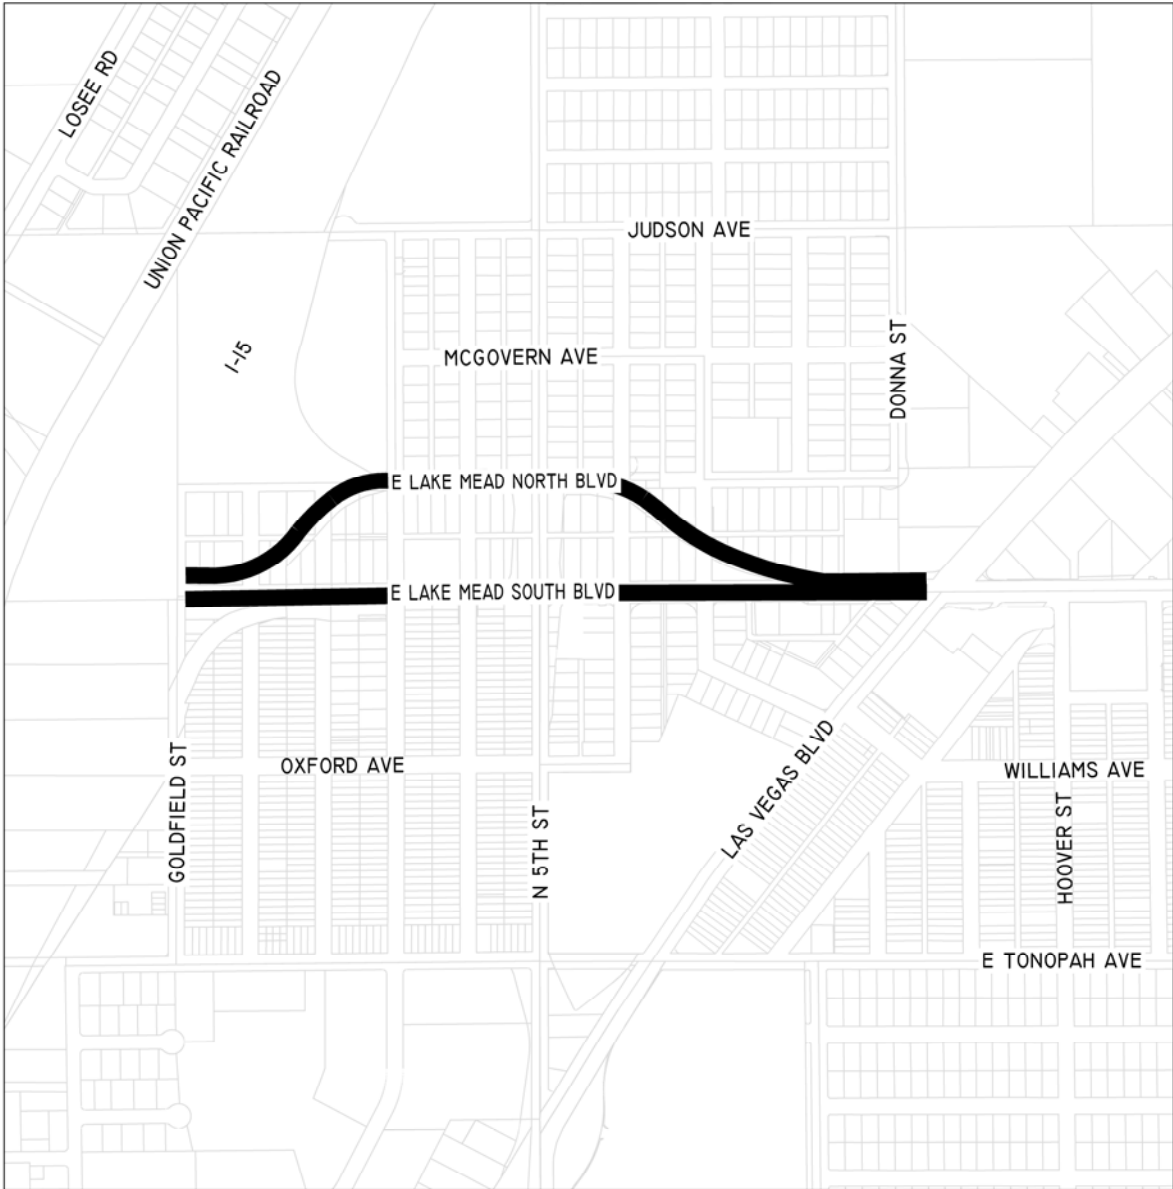 LOSEE RD
UNION PACIFIC RAILROAD
JUDSON AVE
I-15
MCGOVERN AVE
DONNA ST
E LAKE MEAD NORTH BLVD
E LAKE MEAD SOUTH BLVD
GOLDFIELD ST
OXFORD AVE
N 5TH ST
LAS VEGAS BLVD
WILLIAMS AVE
HOOVER ST
E TONOPAH AVE